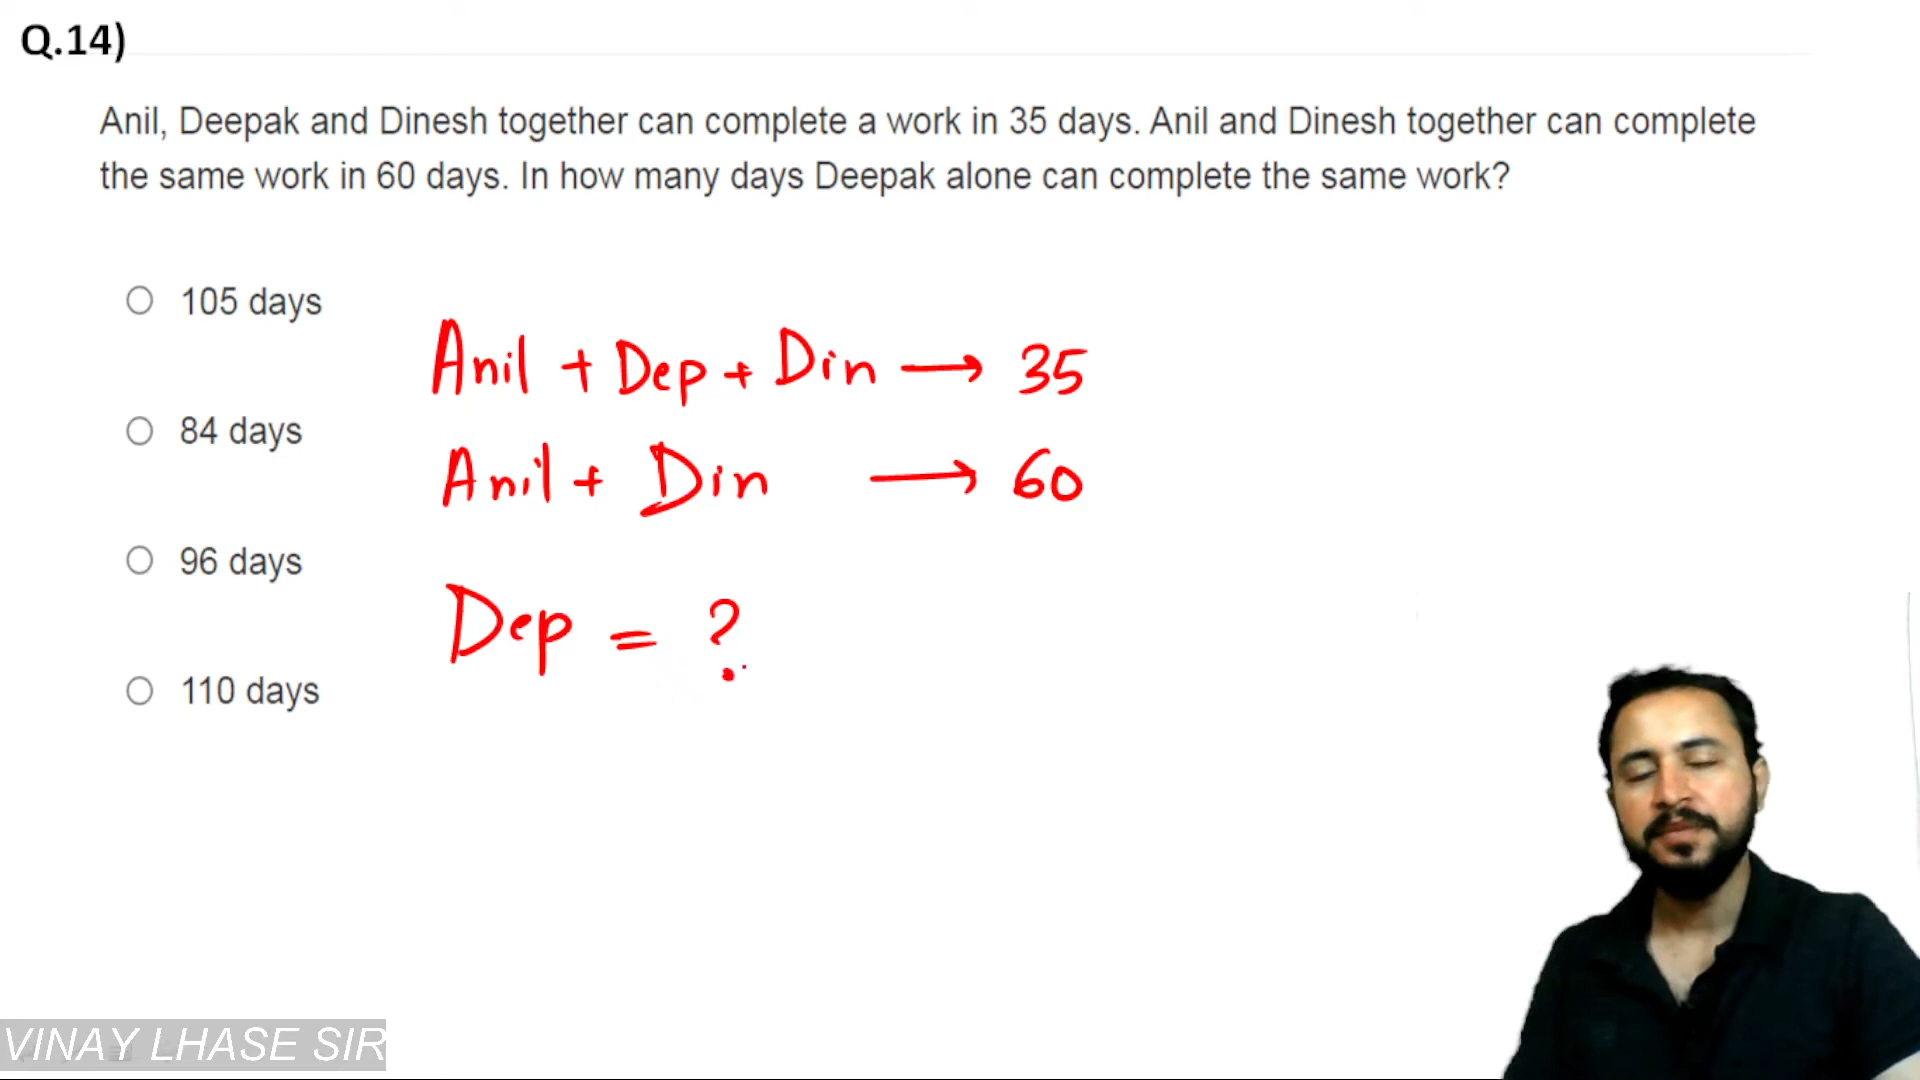 Q.14)
Anil, Deepak and Dinesh together can complete a work in 35 days. Anil and Dinesh together can complete
the same work in 60 days. In how many days Deepak alone can complete the same work?
105 days
Anil + Dep + Din → 35
84 days
Anil + Din → 60
96 days
Dep = ?
110 days
VINAY LHASE SIR